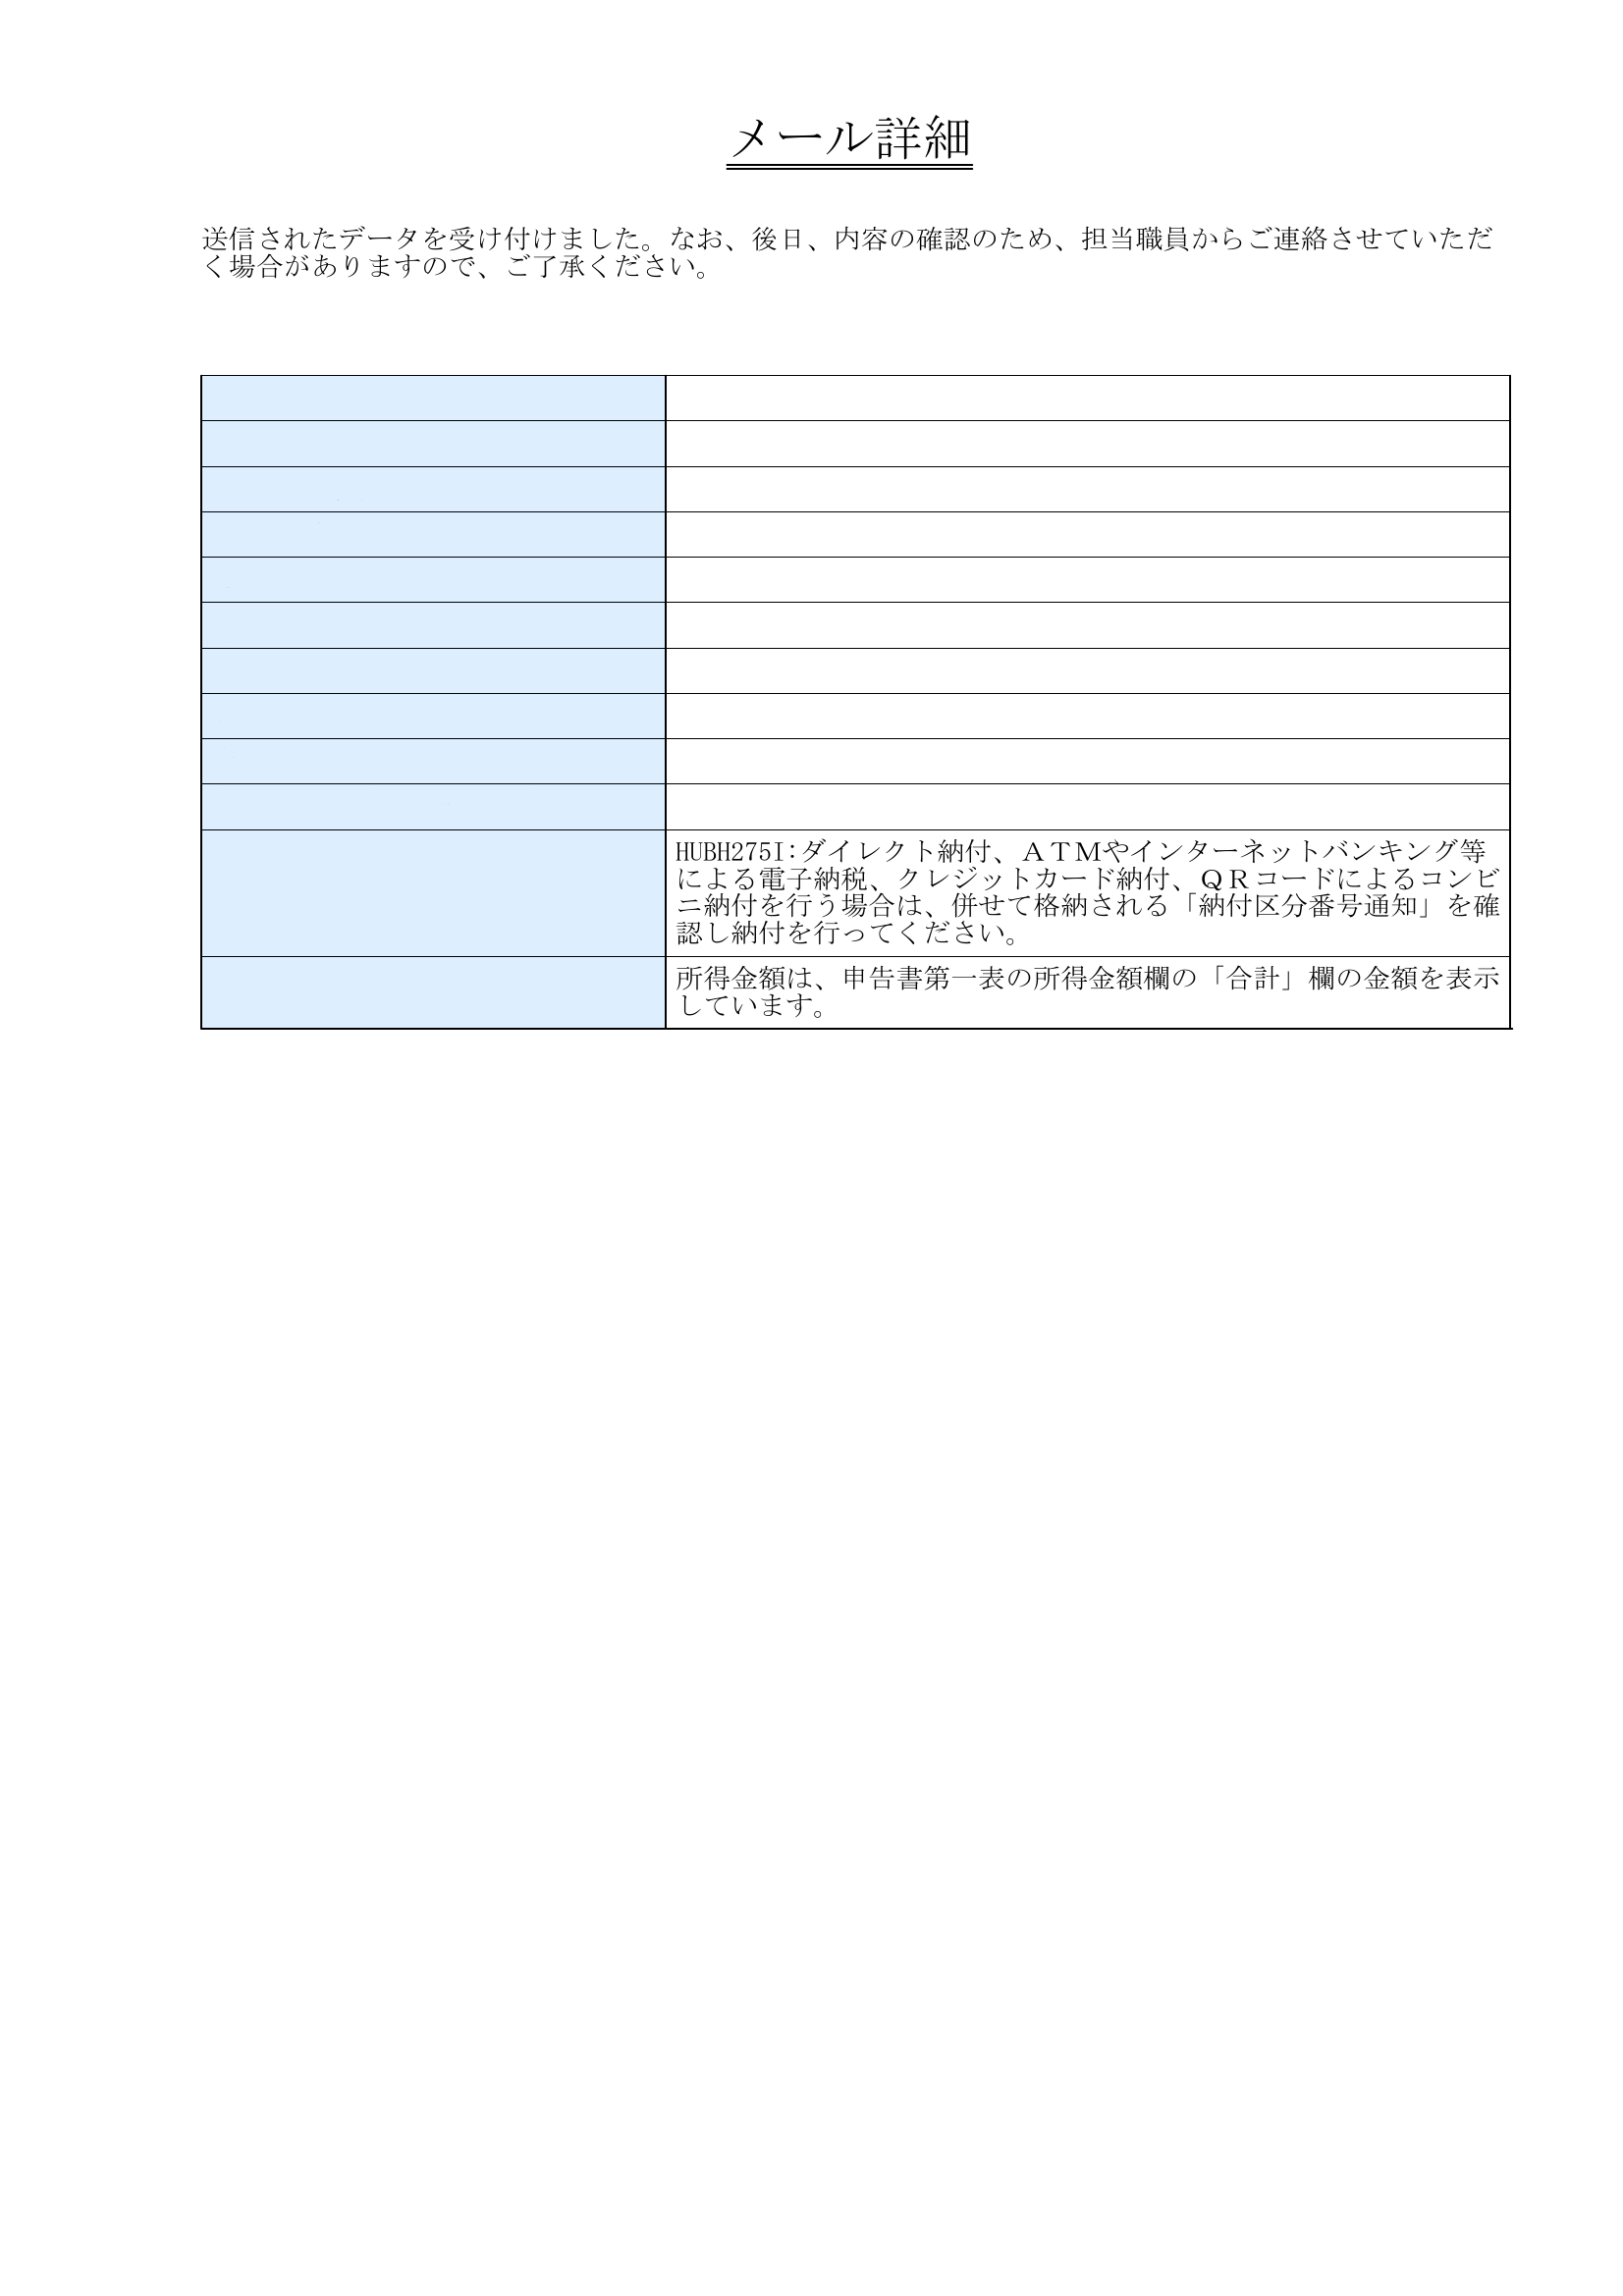 メール詳細
送信されたデータを受け付けました。なお、後日、内容の確認のため、担当職員からご連絡させていただ
く場合がありますので、ご了承ください。
HUBH275I:ダイレクト納付、ＡＴＭやインターネットバンキング等
による電子納税、クレジットカード納付、ＱＲコードによるコンビ
ニ納付を行う場合は、併せて格納される「納付区分番号通知」を確
認し納付を行ってください。
所得金額は、申告書第一表の所得金額欄の「合計」欄の金額を表示
しています。